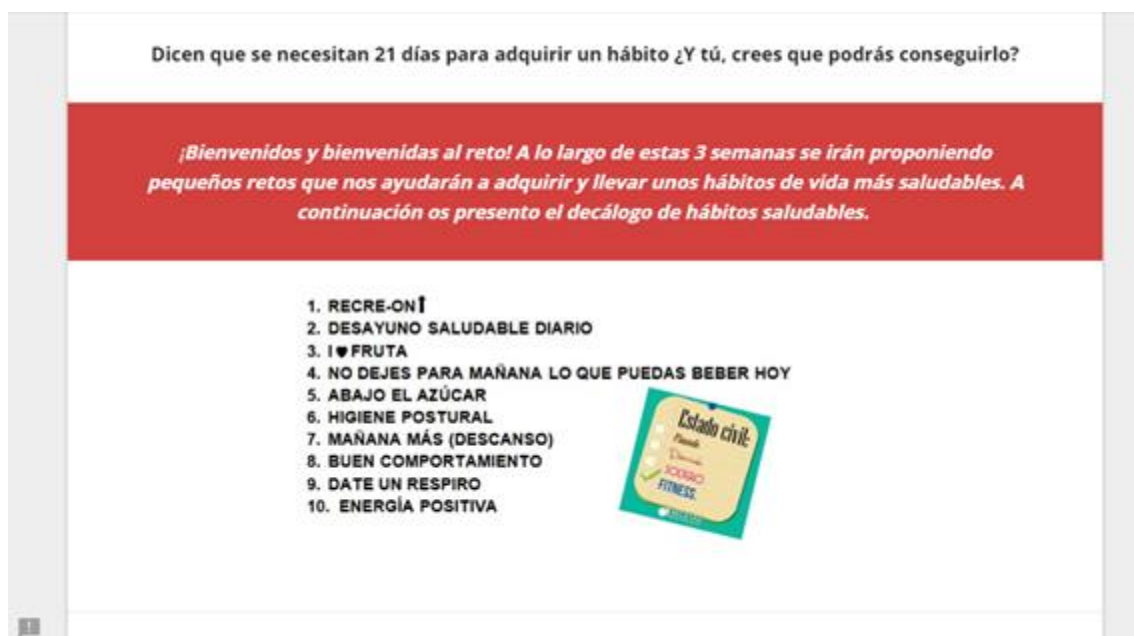 Dicen que se necesitan 21 días para adquirir un hábito ¿Y tú, crees que podrás conseguirlo?
¡Bienvenidos y bienvenidas al reto! A lo largo de estas 3 semanas se irán proponiendo
pequeños retos que nos ayudarán a adquirir y llevar unos hábitos de vida más saludables. A
continuación os presento el decálogo de hábitos saludables.
1. RECRE-ON
2. DESAYUNO SALUDABLE DIARIO
3. I ♥ FRUTA
4. NO DEJES PARA MAÑANA LO QUE PUEDAS BEBER HOY
5. ABAJO EL AZÚCAR
6. HIGIENE POSTURAL
7. MAÑANA MÁS (DESCANSO)
8. BUEN COMPORTAMIENTO
9. DATE UN RESPIRO
10. ENERGÍA POSITIVA
Estado civil:
FITNESS.